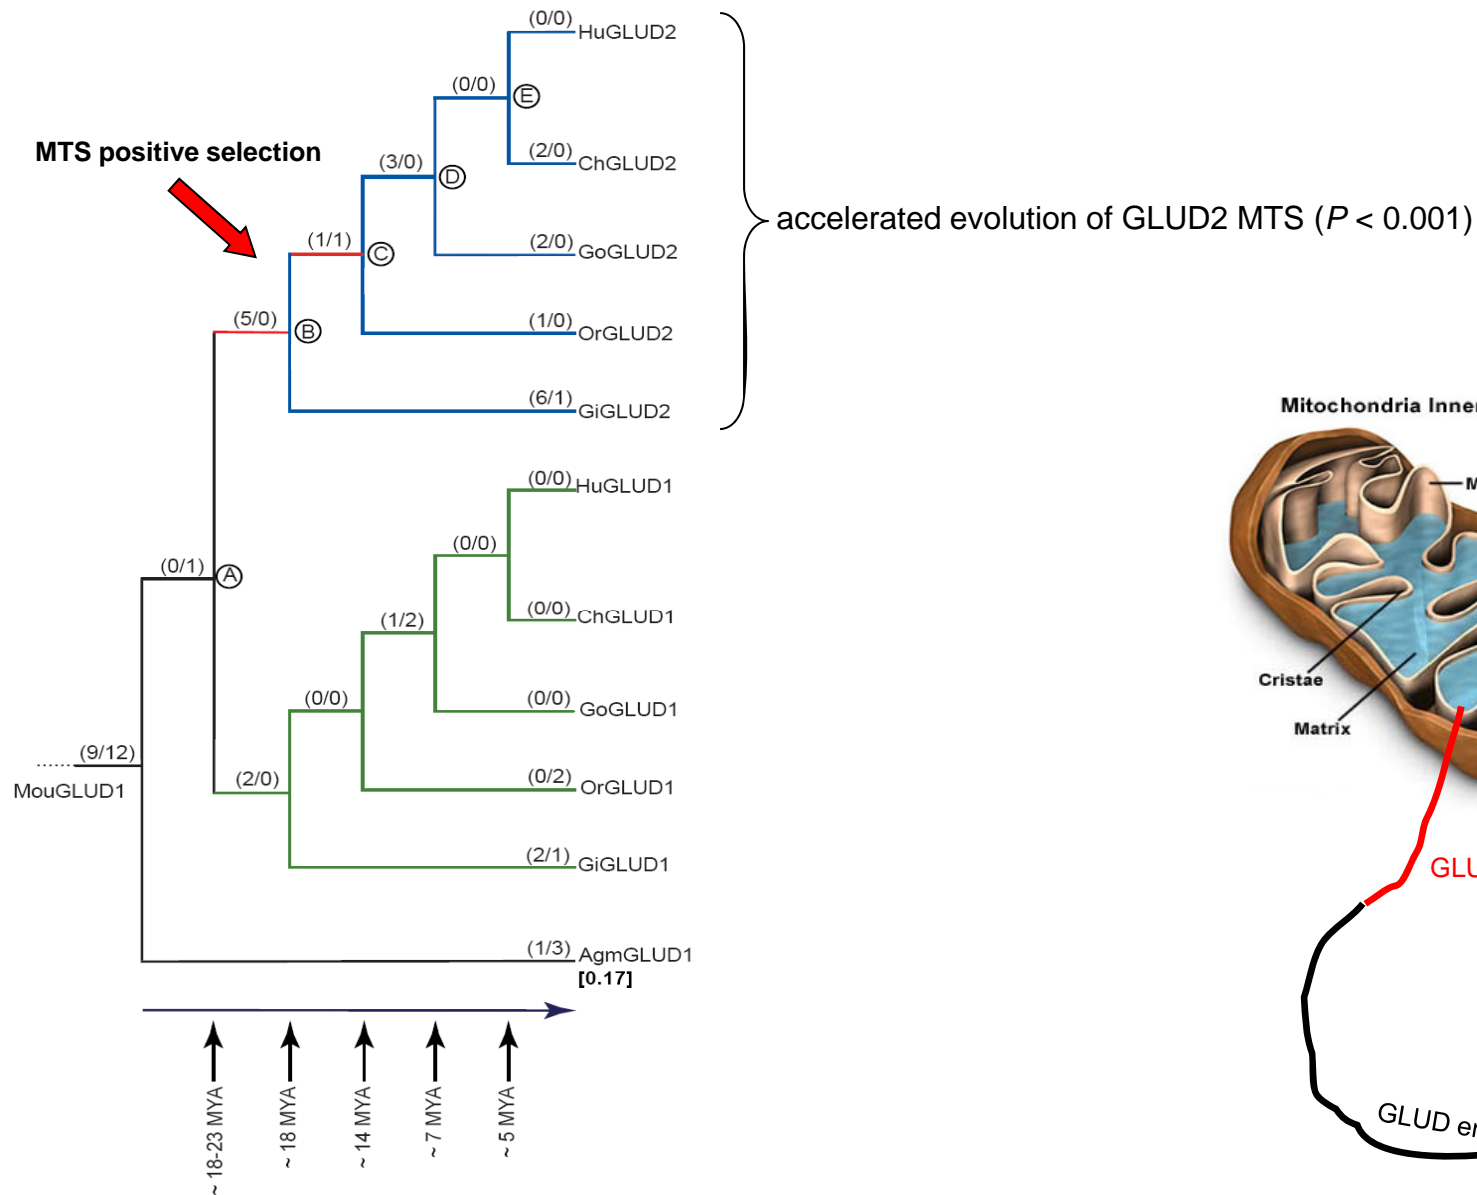 (0/0)
HuGLUD2
(0/0)
E
MTS positive selection
(3/0)
(2/0)
ChGLUD2
D
accelerated evolution of GLUD2 MTS (P < 0.001)
(1/1)
(2/0)
GoGLUD2
C
(5/0)
(1/0)
OrGLUD2
B
(6/1)
GiGLUD2
Mitochondria
(0/0)
HuGLUD1
(0/0)
(0/1)
A
(0/0)
ChGLUD1
(1/2)
Cristae
(0/0)
(0/0)
GoGLUD1
Matrix
(9/12)
MouGLUD1
(2/0)
(0/2)
OrGLUD1
(2/1)
GiGLUD1
(1/3)
AgmGLUD1
[0.17]
~ 18-23 MYA
~ 18 MYA
~ 14 MYA
~ 7 MYA
~ 5 MYA
GLUD